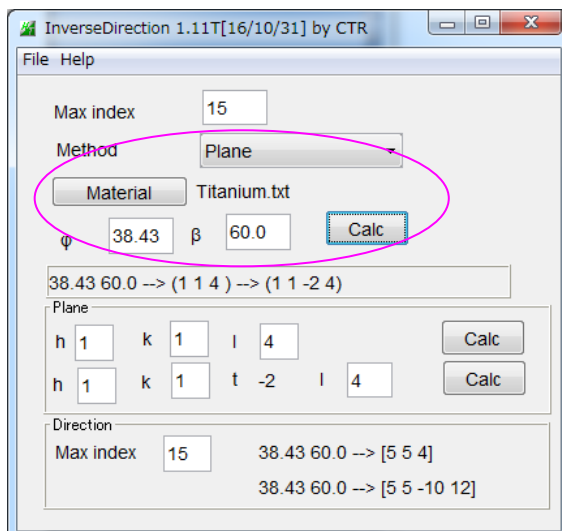 InverseDirection 1.11T[16/10/31] by CTR
File Help
Max index 15
Method Plane
Material Titanium.txt
φ 38.43 β 60.0 Calc
38.43 60.0 --> (1 1 4 ) --> (1 1 -2 4)
Plane
h 1 k 1 l 4 Calc
h 1 k 1 t -2 l 4 Calc
Direction
Max index 15 38.43 60.0 --> [5 5 4]
38.43 60.0 --> [5 5 -10 12]